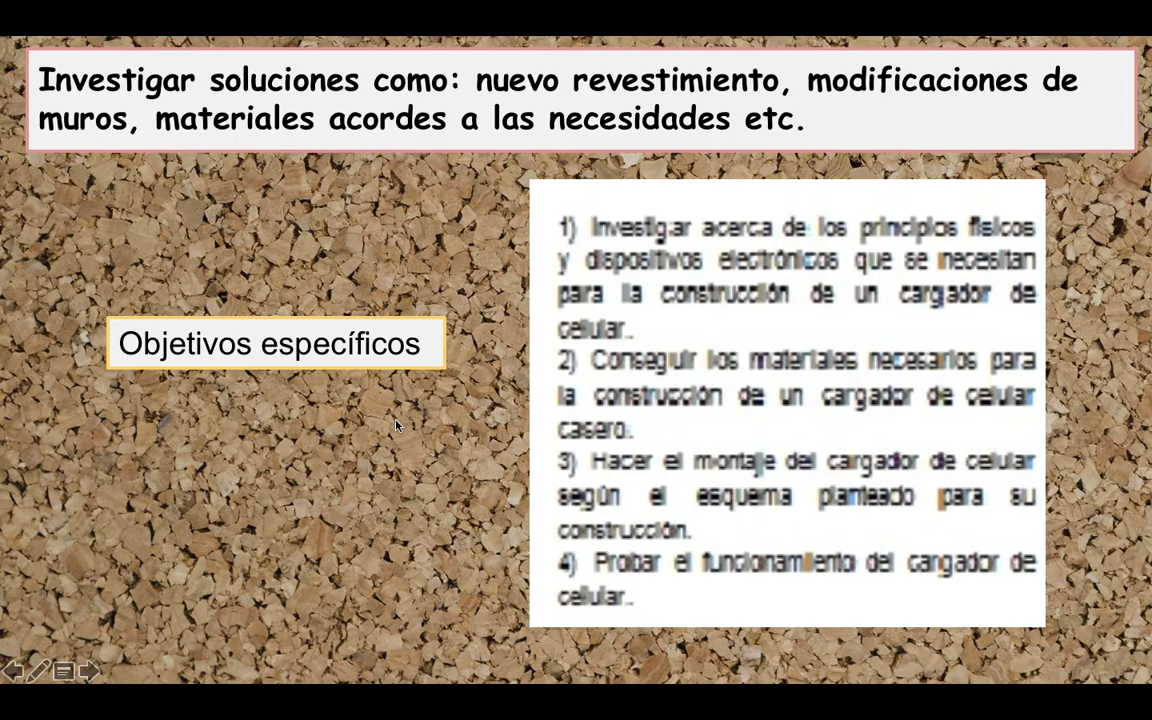 Investigar soluciones como: nuevo revestimiento, modificaciones de
muros, materiales acordes a las necesidades etc.
Objetivos específicos
1) Investigar acerca de los principios físicos
y dispositivos electrónicos que se necesitan
para la construcción de un cargador de
celular..
2) Conseguir los materiales necesarios para
la construcción de un cargador de celular
casero.
3) Hacer el montaje del cargador de celular
según el esquema planteado para su
construcción.
4) Probar el funcionamiento del cargador de
celular..